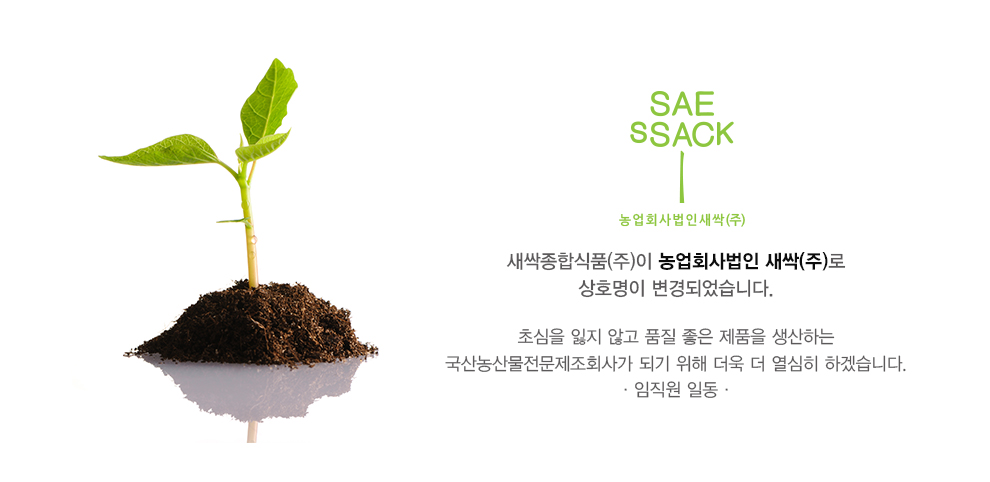 SAE
SSACK
농업회사법인새싹(주)
새싹종합식품(주)이 농업회사법인 새싹(주)로
상호명이 변경되었습니다.
초심을 잃지 않고 품질 좋은 제품을 생산하는
국산농산물전문제조회사가 되기 위해 더욱 더 열심히 하겠습니다.
· 임직원 일동 ·